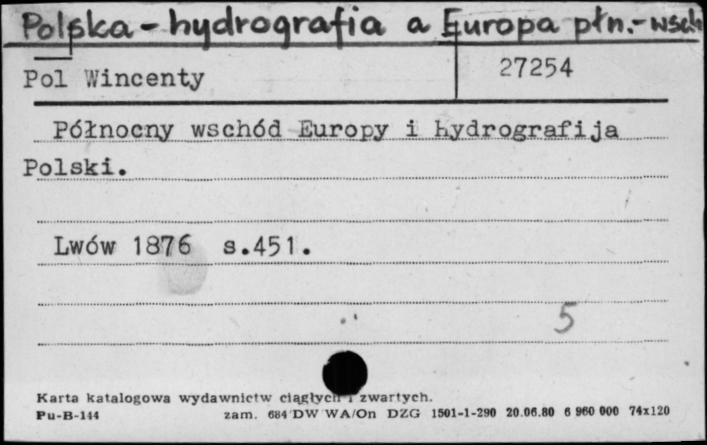 Polska - hydrografia a Europa płn.-wsch
Pol Wincenty
27254
Północny wschód Europy i hydrografija
Polski.
Lwów 1876 s.451.
5
Karta katalogowa wydawnictw ciągłych i zwartych.
Pu-B-144 zam. 684 DW WA/On DZG 1501-1-290 20.06.80 6 960 000 74x120